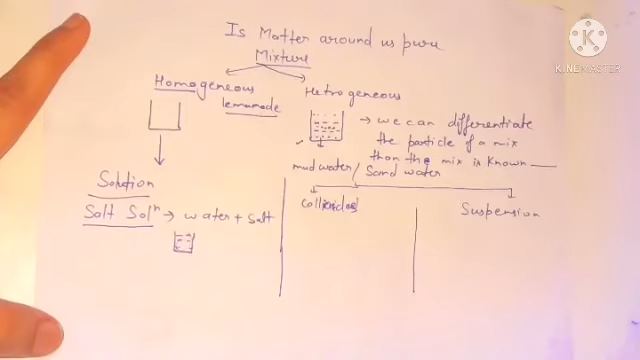 Is Matter around us pure
Mixture
Homogeneous
Hetrogeneous
lemonade
→ we can differentiate
the particle of a mix
than the mix is known
mud water /
Sand water
Solution
Salt Solⁿ → water + salt
Suspension
KINEMASTER